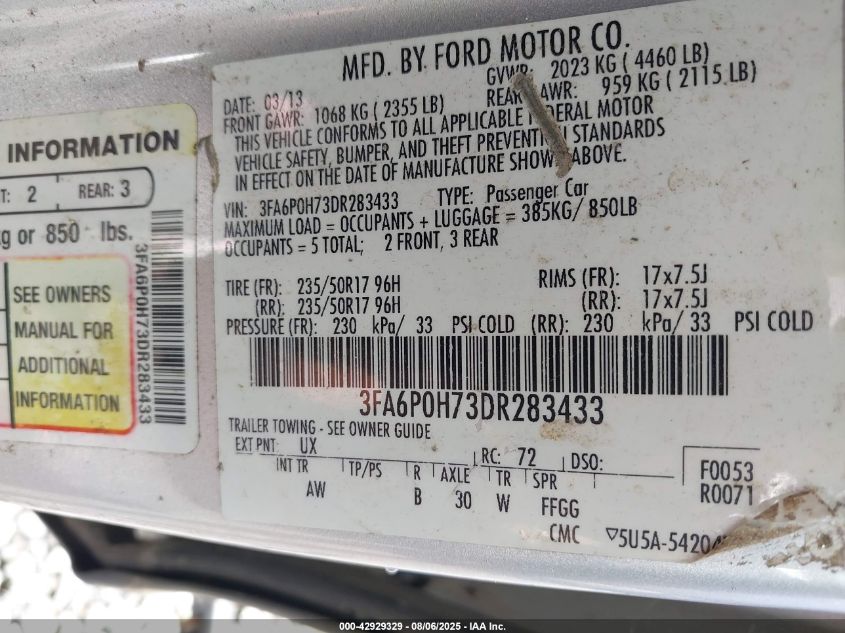 INFORMATION
T: 2 REAR: 3
kg or 850 lbs.
SEE OWNERS
MANUAL FOR
ADDITIONAL
INFORMATION
3FA6P0H73DR283433
MFD. BY FORD MOTOR CO.
DATE: 03/13 GVWR: 2023 KG ( 4460 LB)
FRONT GAWR: 1068 KG ( 2355 LB) REAR AWR: 959 KG ( 2115 LB)
THIS VEHICLE CONFORMS TO ALL APPLICABLE F DERAL MOTOR
VEHICLE SAFETY, BUMPER, AND THEFT PREVENTION STANDARDS
IN EFFECT ON THE DATE OF MANUFACTURE SHOWN ABOVE.
VIN: 3FA6P0H73DR283433 TYPE: Passenger Car
MAXIMUM LOAD = OCCUPANTS + LUGGAGE = 385KG/ 850LB
OCCUPANTS = 5 TOTAL; 2 FRONT, 3 REAR
TIRE (FR): 235/50R17 96H RIMS (FR): 17x7.5J
(RR): 235/50R17 96H (RR): 17x7.5J
PRESSURE (FR): 230 kPa/ 33 PSI COLD (RR): 230 kPa/ 33 PSI COLD
3FA6P0H73DR283433
TRAILER TOWING - SEE OWNER GUIDE
EXT PNT: UX RC: 72 DSO:
INT TR TP/PS R AXLE TR SPR
AW B 30 W FFGG
F0053
R0071
CMC ▽5U5A-5420
000-42929329 - 08/06/2025 - IAA Inc.